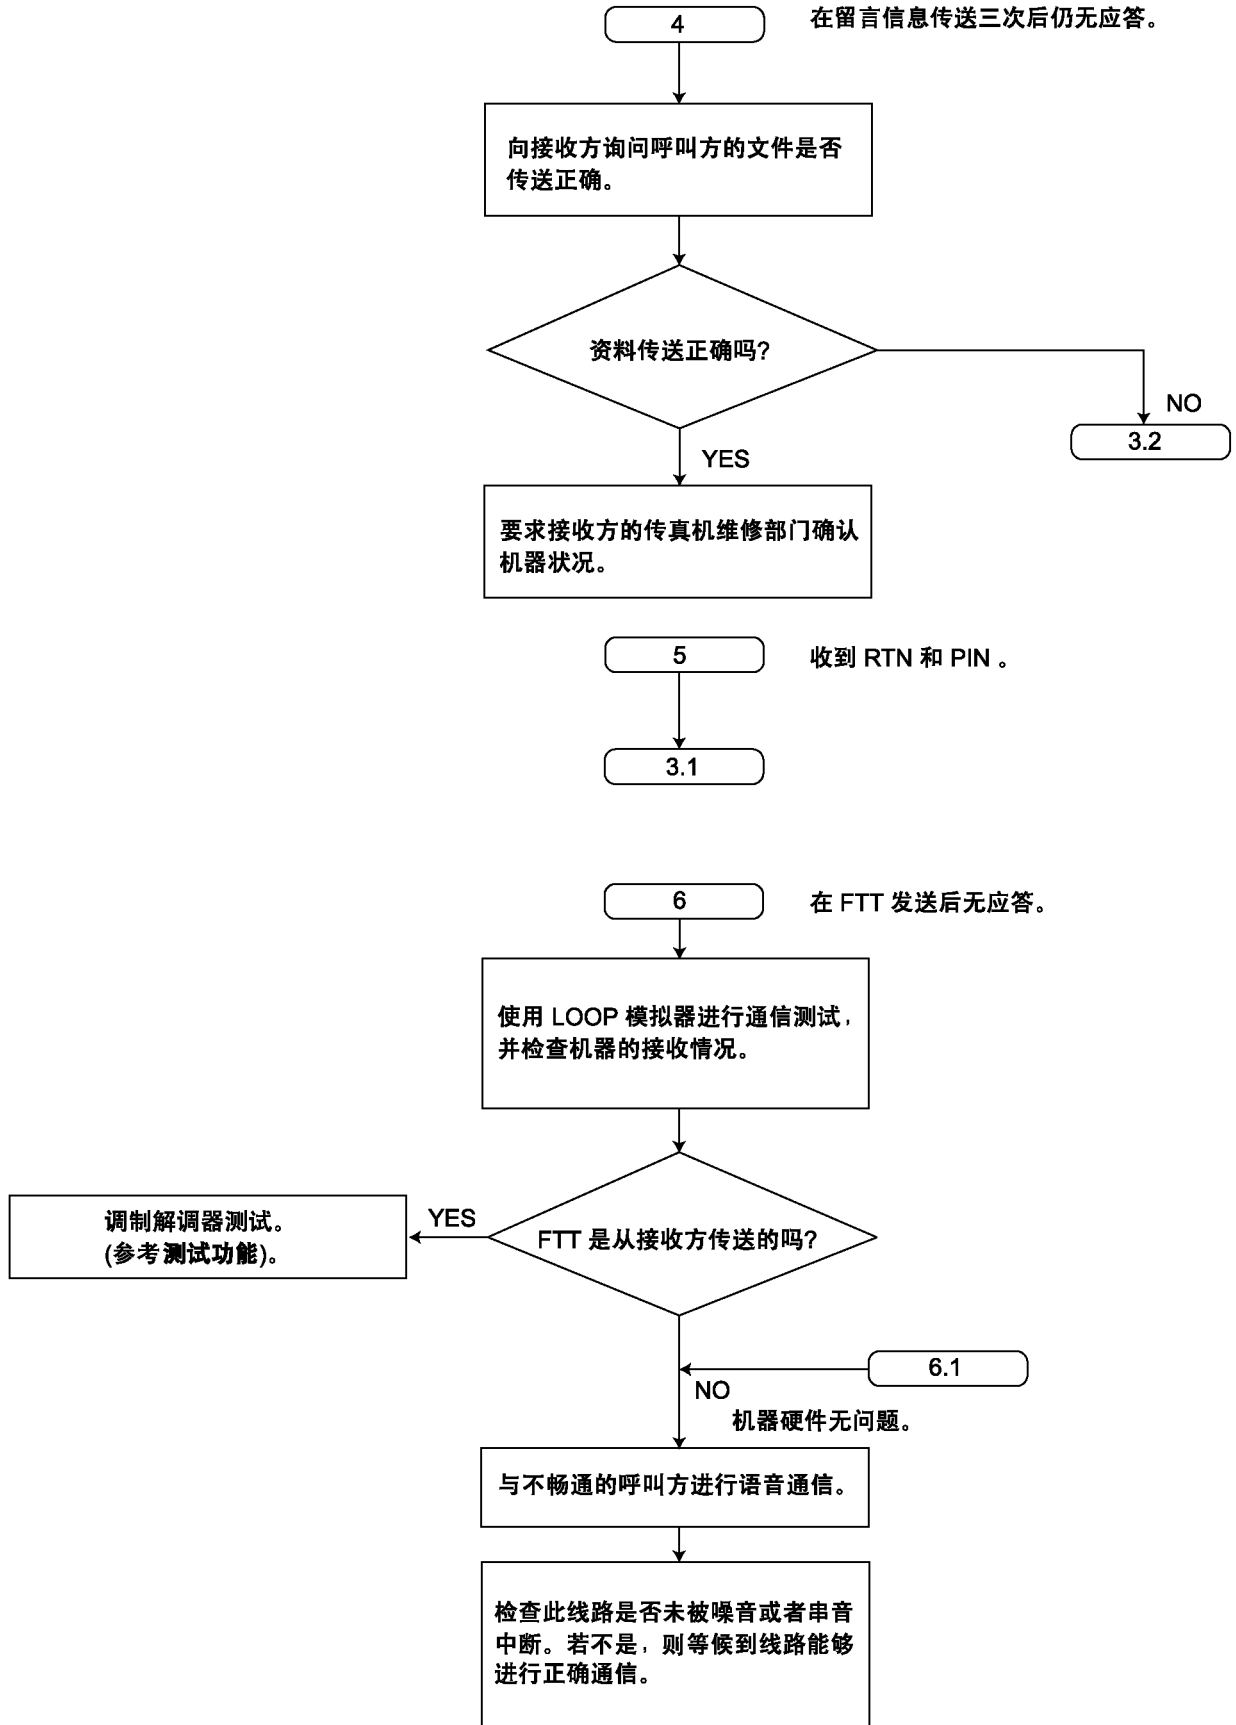 4
在留言信息传送三次后仍无应答。
向接收方询问呼叫方的文件是否
传送正确。
资料传送正确吗?
NO
3.2
YES
要求接收方的传真机维修部门确认
机器状况。
5
收到 RTN 和 PIN 。
3.1
6
在 FTT 发送后无应答。
使用 LOOP 模拟器进行通信测试,
并检查机器的接收情况。
调制解调器测试。
(参考测试功能)。
YES
FTT 是从接收方传送的吗?
6.1
NO
机器硬件无问题。
与不畅通的呼叫方进行语音通信。
检查此线路是否未被噪音或者串音
中断。若不是,则等候到线路能够
进行正确通信。